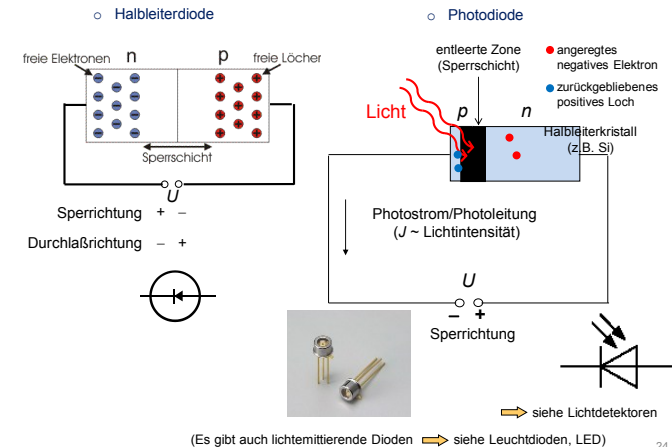 ○ Halbleiterdiode
freie Elektronen n p freie Löcher
Sperrschicht
U
Sperrichtung + –
Durchlaßrichtung – +
○ Photodiode
entleerte Zone
(Sperrschicht)
● angeregtes
negatives Elektron
● zurückgebliebenes
positives Loch
Licht p n
Halbleiterkristall
(z.B. Si)
Photostrom/Photoleitung
(J ~ Lichtintensität)
U
– +
Sperrichtung
siehe Lichtdetektoren
(Es gibt auch lichtemittierende Dioden siehe Leuchtdioden, LED)
24